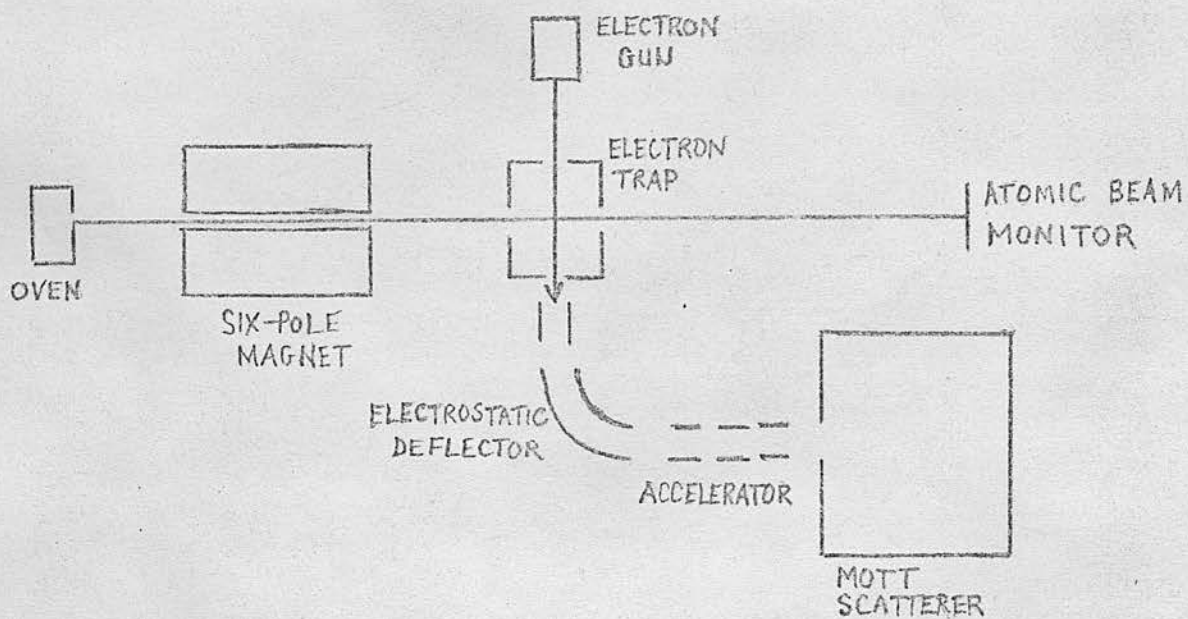 ELECTRON
GUN
ELECTRON
TRAP
ATOMIC BEAM
MONITOR
OVEN
SIX-POLE
MAGNET
ELECTROSTATIC
DEFLECTOR
ACCELERATOR
MOTT
SCATTERER